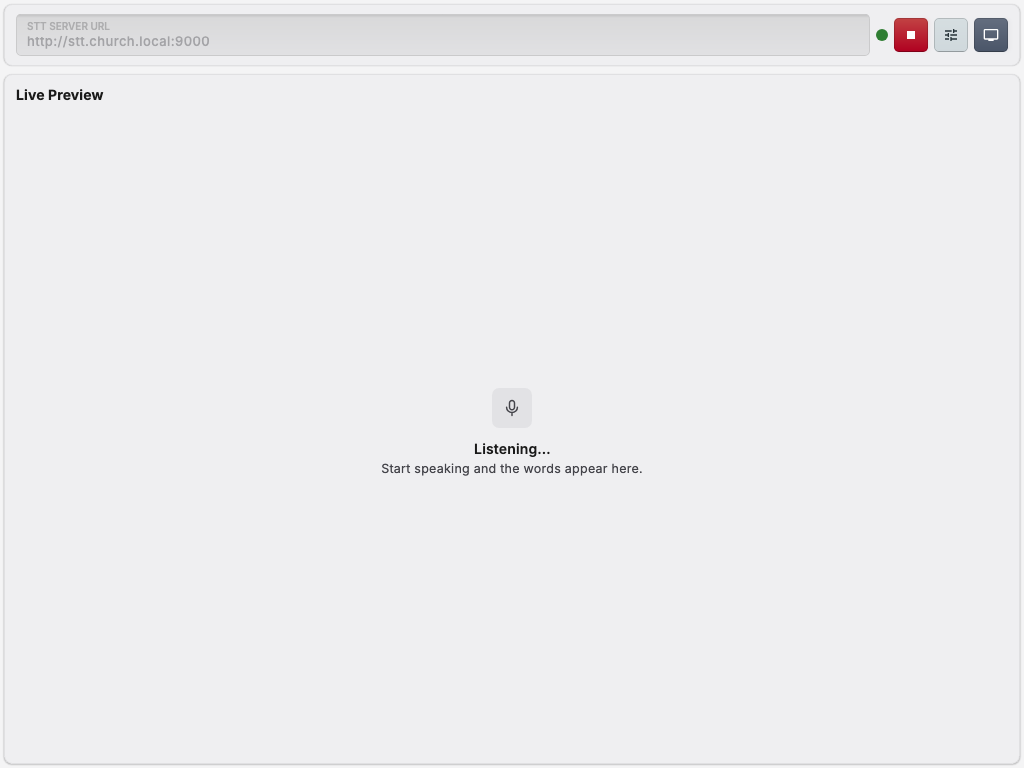 STT SERVER URL
http://stt.church.local:9000
Live Preview
Listening...
Start speaking and the words appear here.